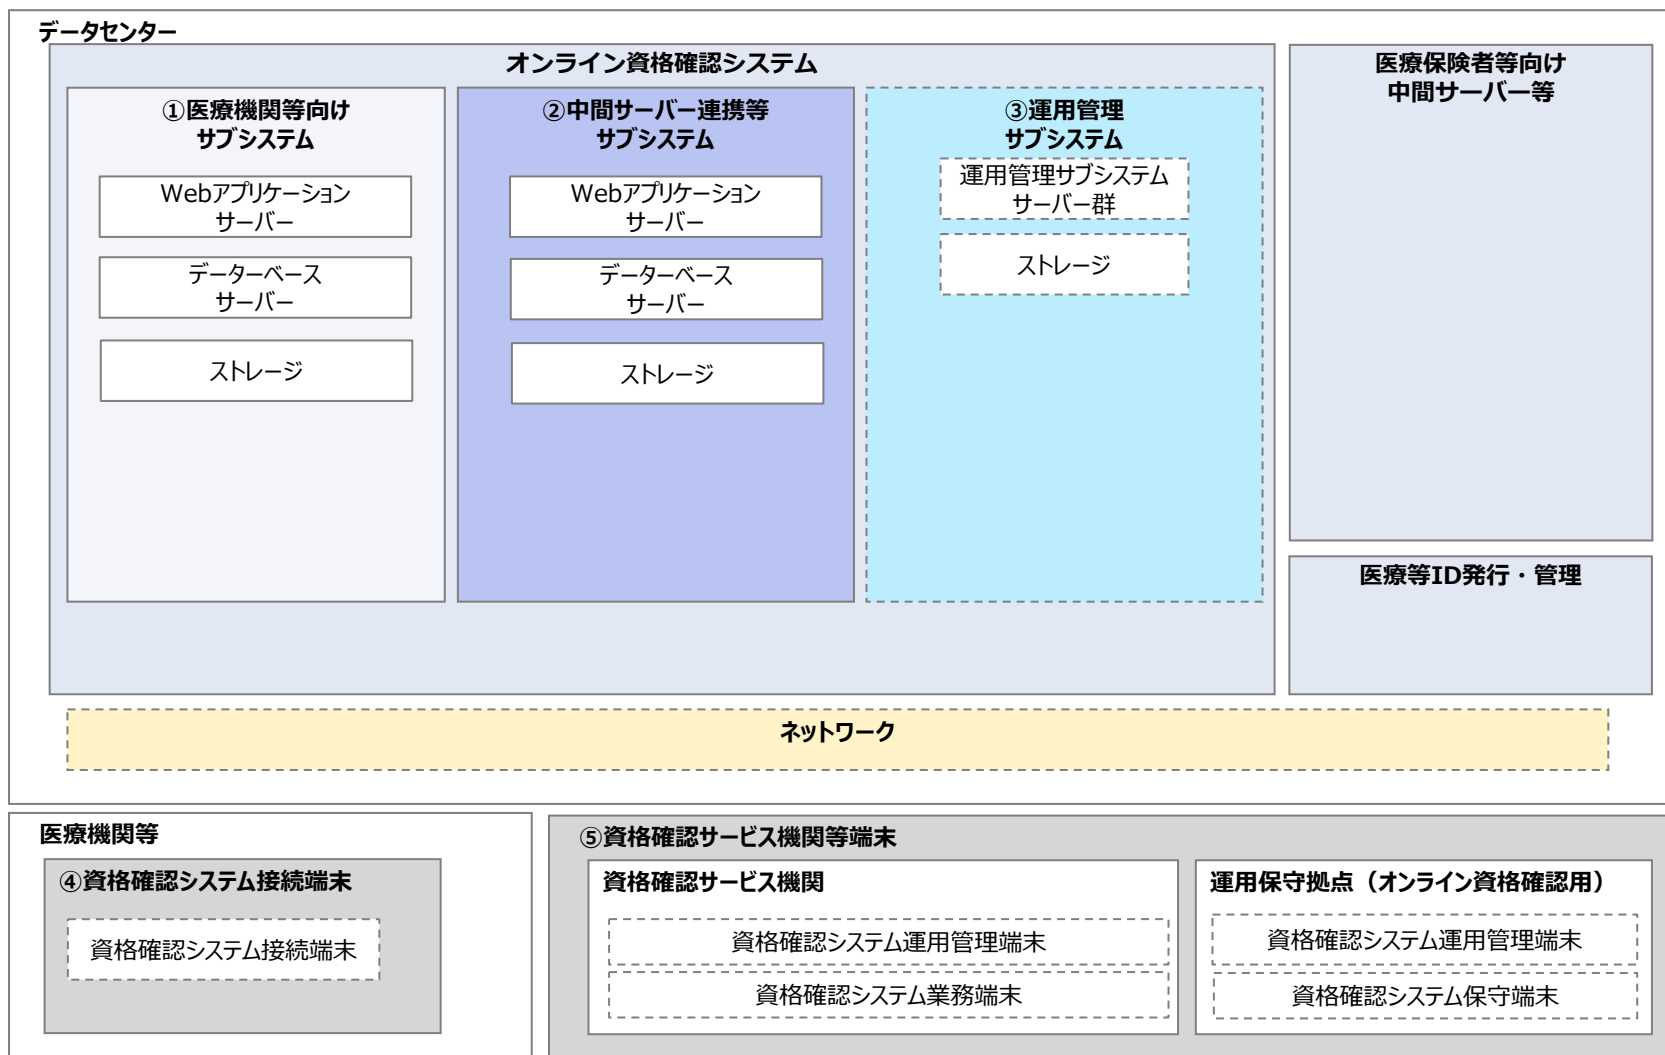 データセンター
オンライン資格確認システム
①医療機関等向け
サブシステム
Webアプリケーション
サーバー
データーベース
サーバー
ストレージ
②中間サーバー連携等
サブシステム
Webアプリケーション
サーバー
データーベース
サーバー
ストレージ
③運用管理
サブシステム
運用管理サブシステム
サーバー群
ストレージ
医療保険者等向け
中間サーバー等
医療等ID発行・管理
ネットワーク
医療機関等
④資格確認システム接続端末
資格確認システム接続端末
⑤資格確認サービス機関等端末
資格確認サービス機関
資格確認システム運用管理端末
資格確認システム業務端末
運用保守拠点（オンライン資格確認用）
資格確認システム運用管理端末
資格確認システム保守端末